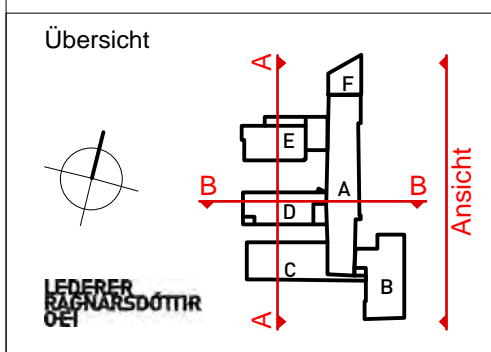 Übersicht
A
F
E
B
A
B
D
C
B
A
Ansicht
LEDERER
RAGNARSDÓTTIR
OEI